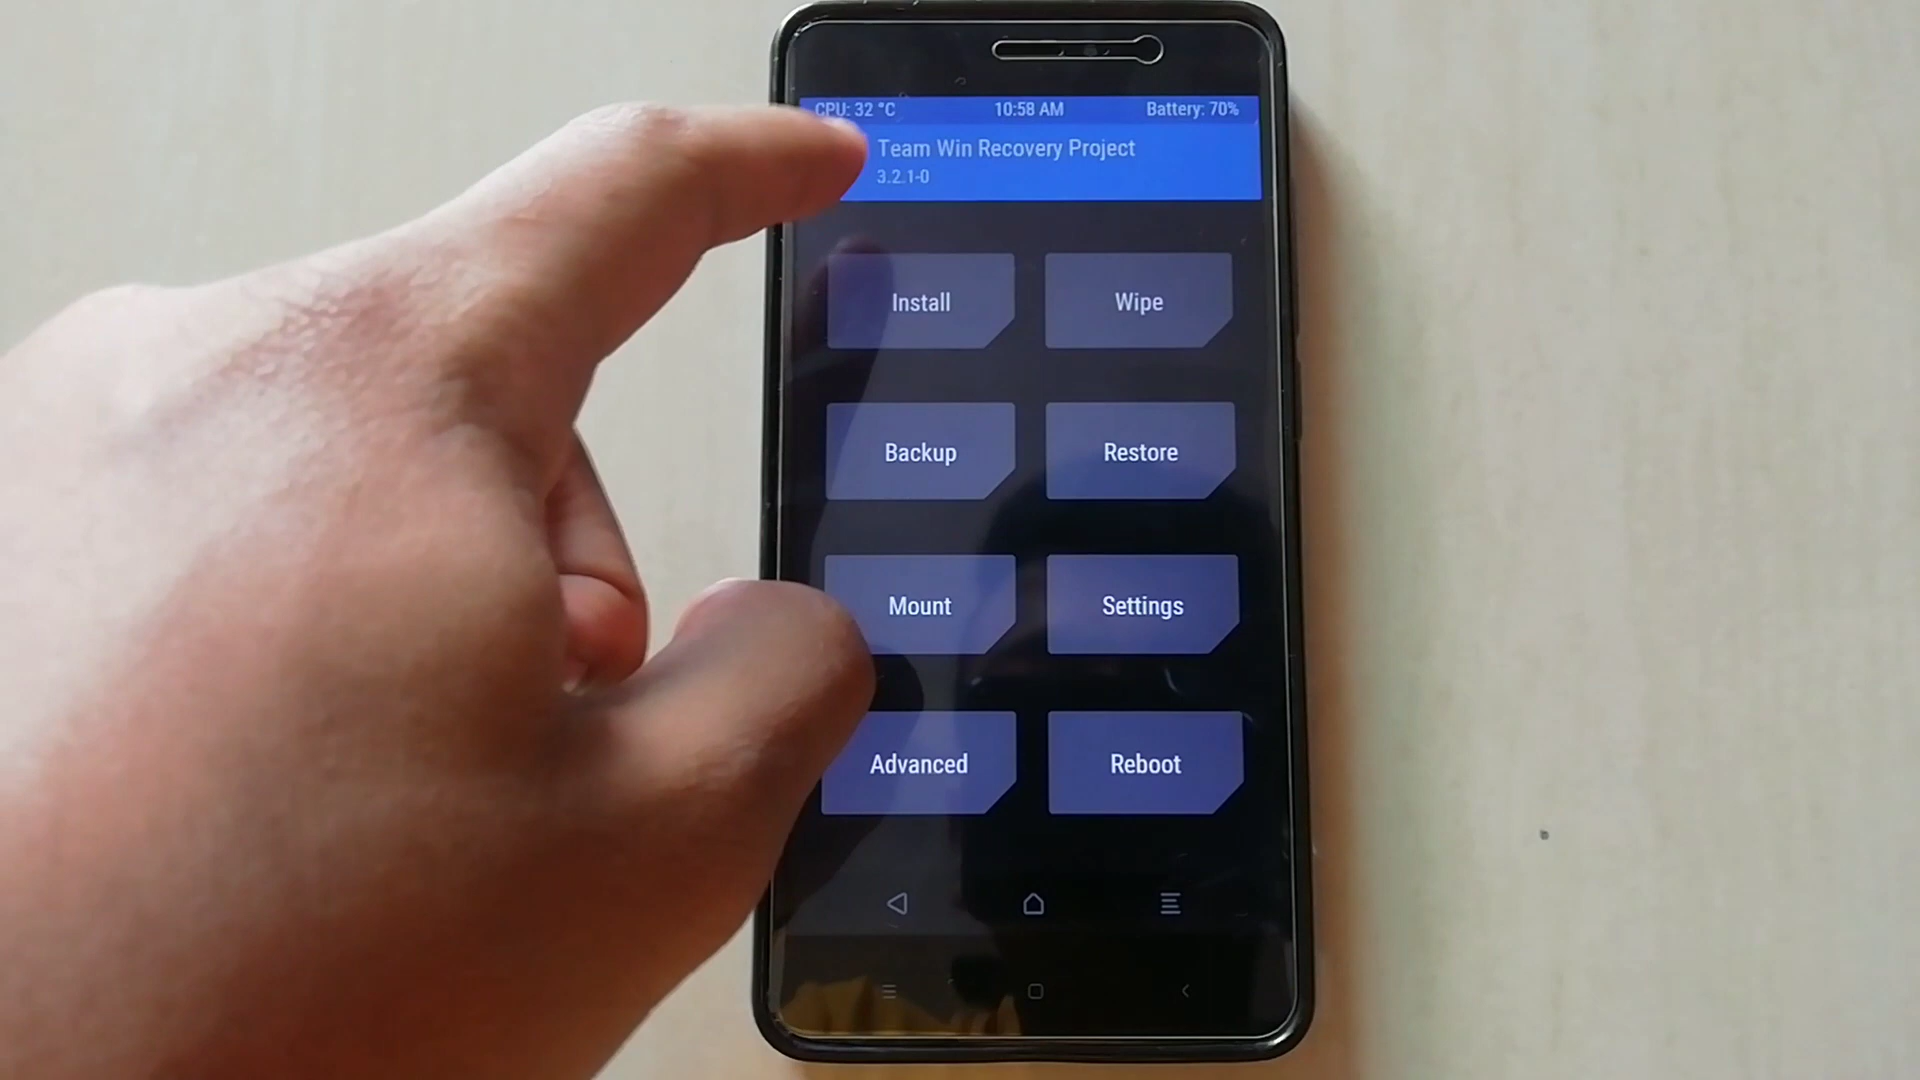 CPU: 32 °C 10:58 AM Battery: 70%
Team Win Recovery Project
3.2.1-0
Install Wipe
Backup Restore
Mount Settings
Advanced Reboot